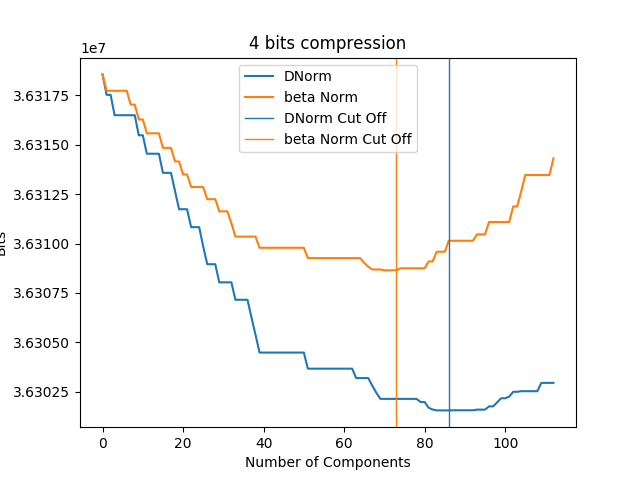 4 bits compression
1e7
3.63175
3.63150
3.63125
3.63100
3.63075
3.63050
3.63025
Bits
0 20 40 60 80 100
Number of Components
DNorm
beta Norm
DNorm Cut Off
beta Norm Cut Off